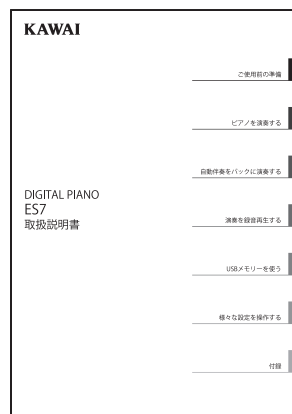 KAWAI
ご使用前の準備
ピアノを演奏する
自動伴奏をバックに演奏する
DIGITAL PIANO
ES7
取扱説明書
演奏を録音再生する
USBメモリーを使う
様々な設定を操作する
付録